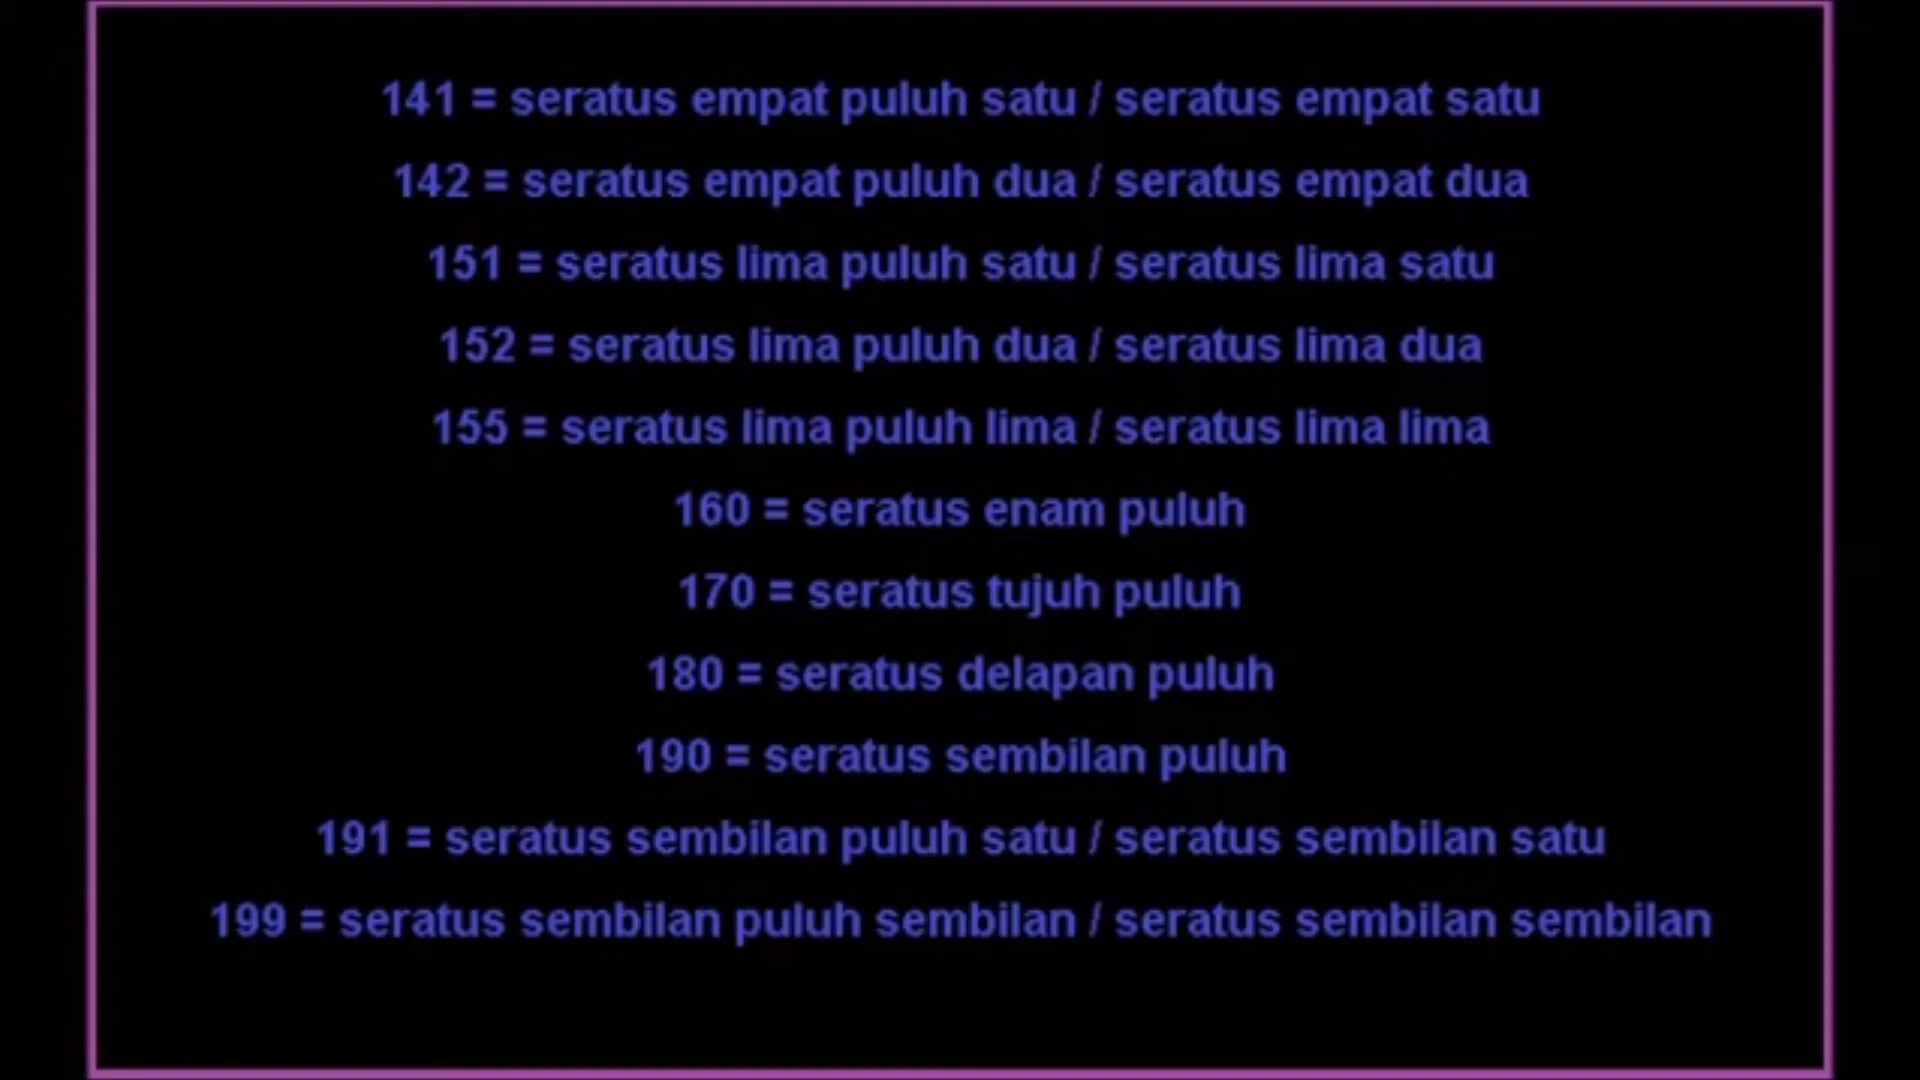 141 = seratus empat puluh satu / seratus empat satu
142 = seratus empat puluh dua / seratus empat dua
151 = seratus lima puluh satu / seratus lima satu
152 = seratus lima puluh dua / seratus lima dua
155 = seratus lima puluh lima / seratus lima lima
160 = seratus enam puluh
170 = seratus tujuh puluh
180 = seratus delapan puluh
190 = seratus sembilan puluh
191 = seratus sembilan puluh satu / seratus sembilan satu
199 = seratus sembilan puluh sembilan / seratus sembilan sembilan